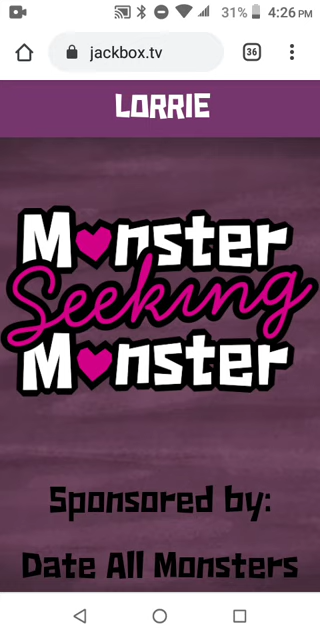 31% 4:26 PM
jackbox.tv
36
LORRIE
Monster
Seeking
Monster
Sponsored by:
Date All Monsters